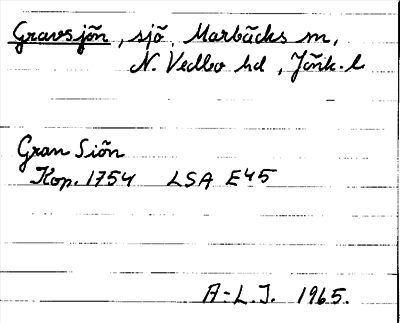 Gravsjön, sjö, Marbäcks sn,
N. Vedbo hd, Jönk. l
Gran Siön
Kop. 1754 LSA E45
A-L.J. 1965.